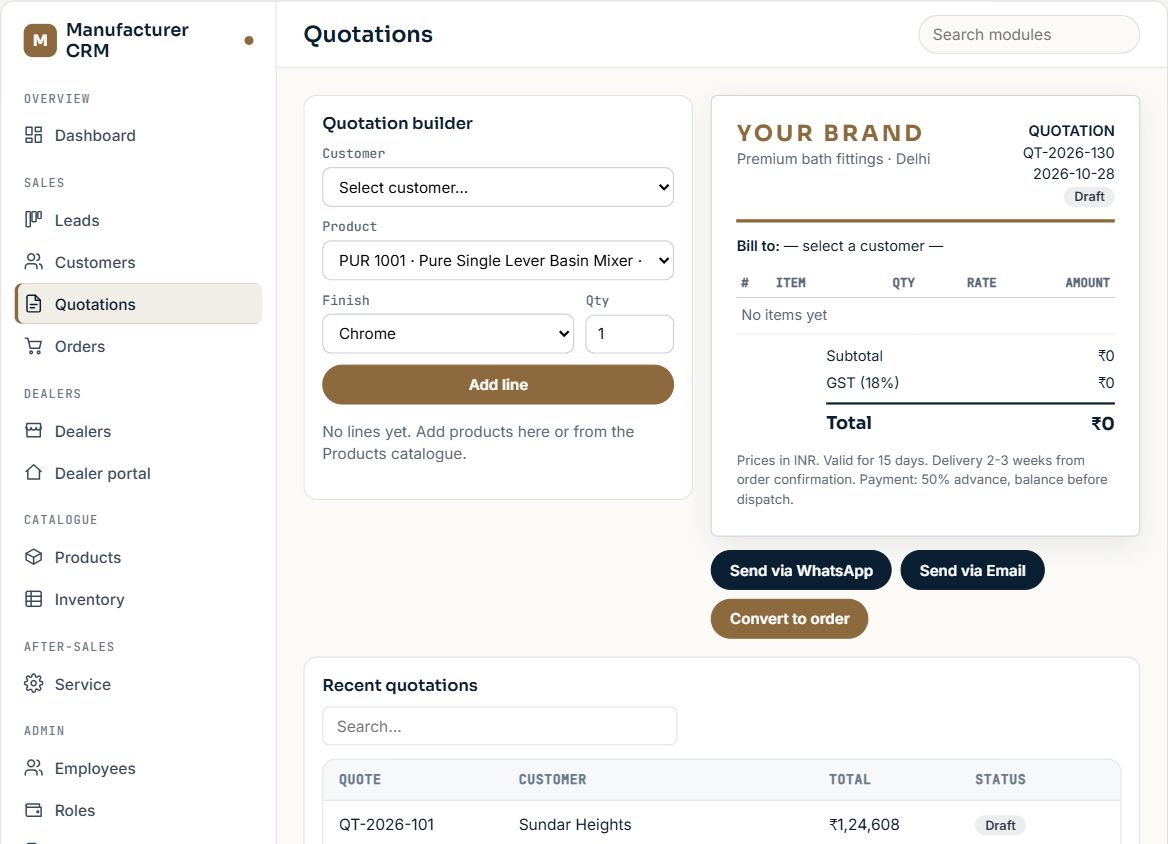 M
Manufacturer
CRM
OVERVIEW
Dashboard
SALES
Leads
Customers
Quotations
Orders
DEALERS
Dealers
Dealer portal
CATALOGUE
Products
Inventory
AFTER-SALES
Service
ADMIN
Employees
Roles
Quotations
Search modules
Quotation builder
Customer
Select customer...
Product
PUR 1001 · Pure Single Lever Basin Mixer ·
Finish Qty
Chrome 1
Add line
No lines yet. Add products here or from the
Products catalogue.
YOUR BRAND
Premium bath fittings · Delhi
QUOTATION
QT-2026-130
2026-10-28
Draft
Bill to: — select a customer —
# ITEM QTY RATE AMOUNT
No items yet
Subtotal ₹0
GST (18%) ₹0
Total ₹0
Prices in INR. Valid for 15 days. Delivery 2-3 weeks from
order confirmation. Payment: 50% advance, balance before
dispatch.
Send via WhatsApp Send via Email
Convert to order
Recent quotations
Search...
QUOTE CUSTOMER TOTAL STATUS
QT-2026-101 Sundar Heights ₹1,24,608 Draft